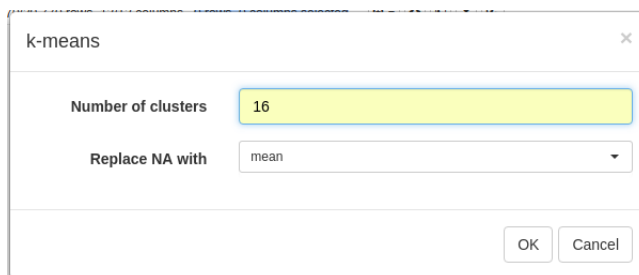 k-means ×
Number of clusters 16
Replace NA with mean
OK Cancel